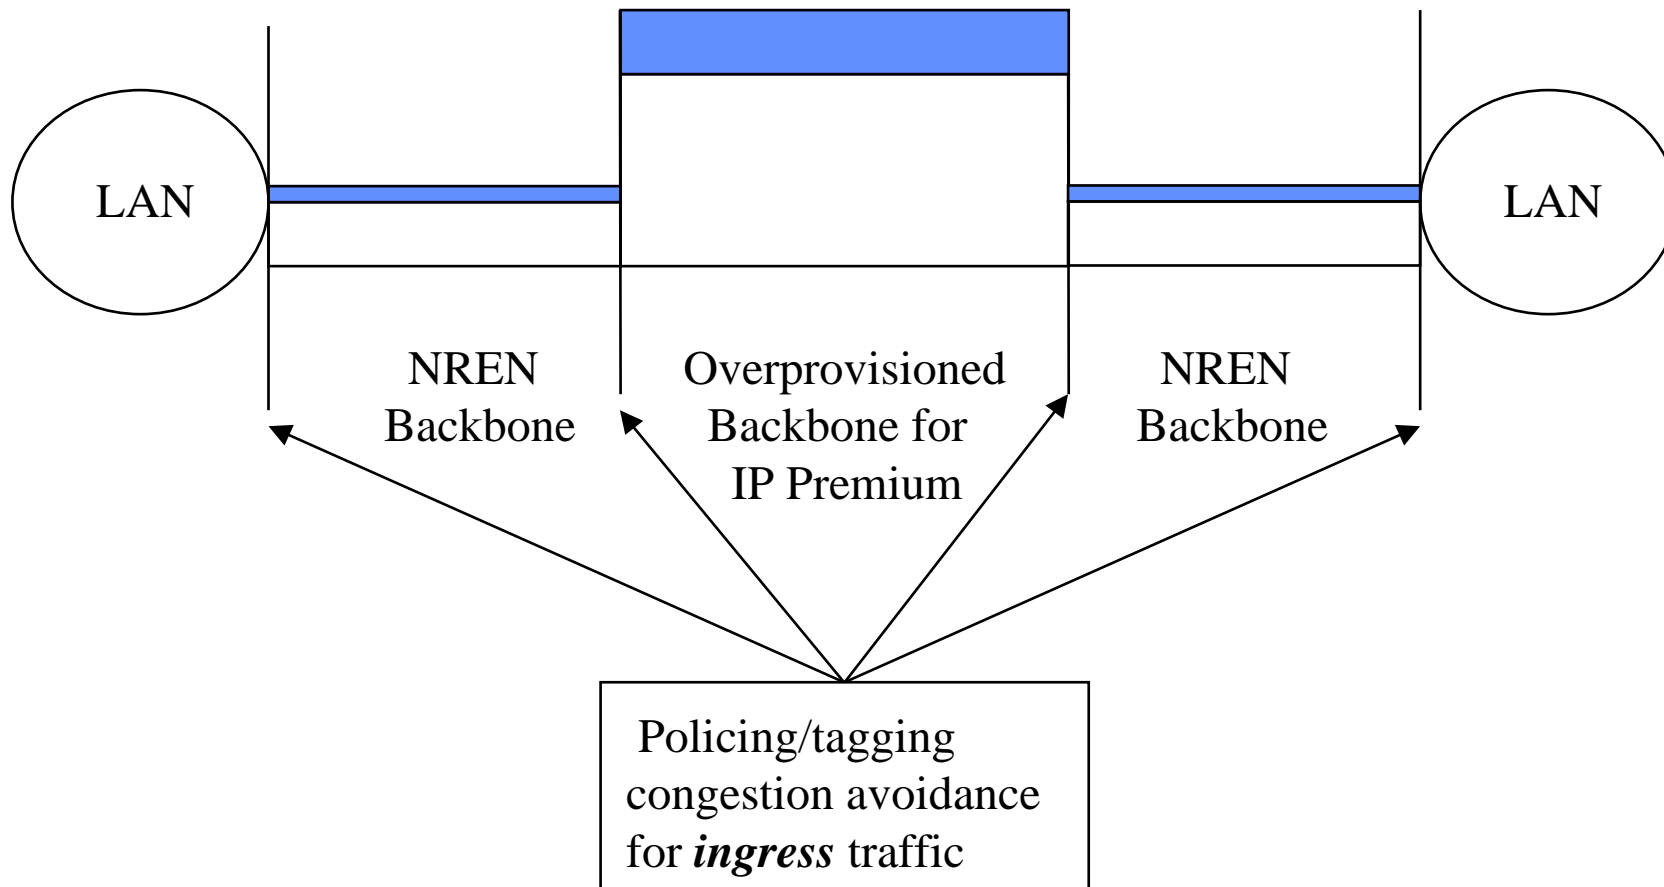 LAN
LAN
NREN
Backbone
Overprovisioned
Backbone for
IP Premium
NREN
Backbone
Policing/tagging
congestion avoidance
for ingress traffic